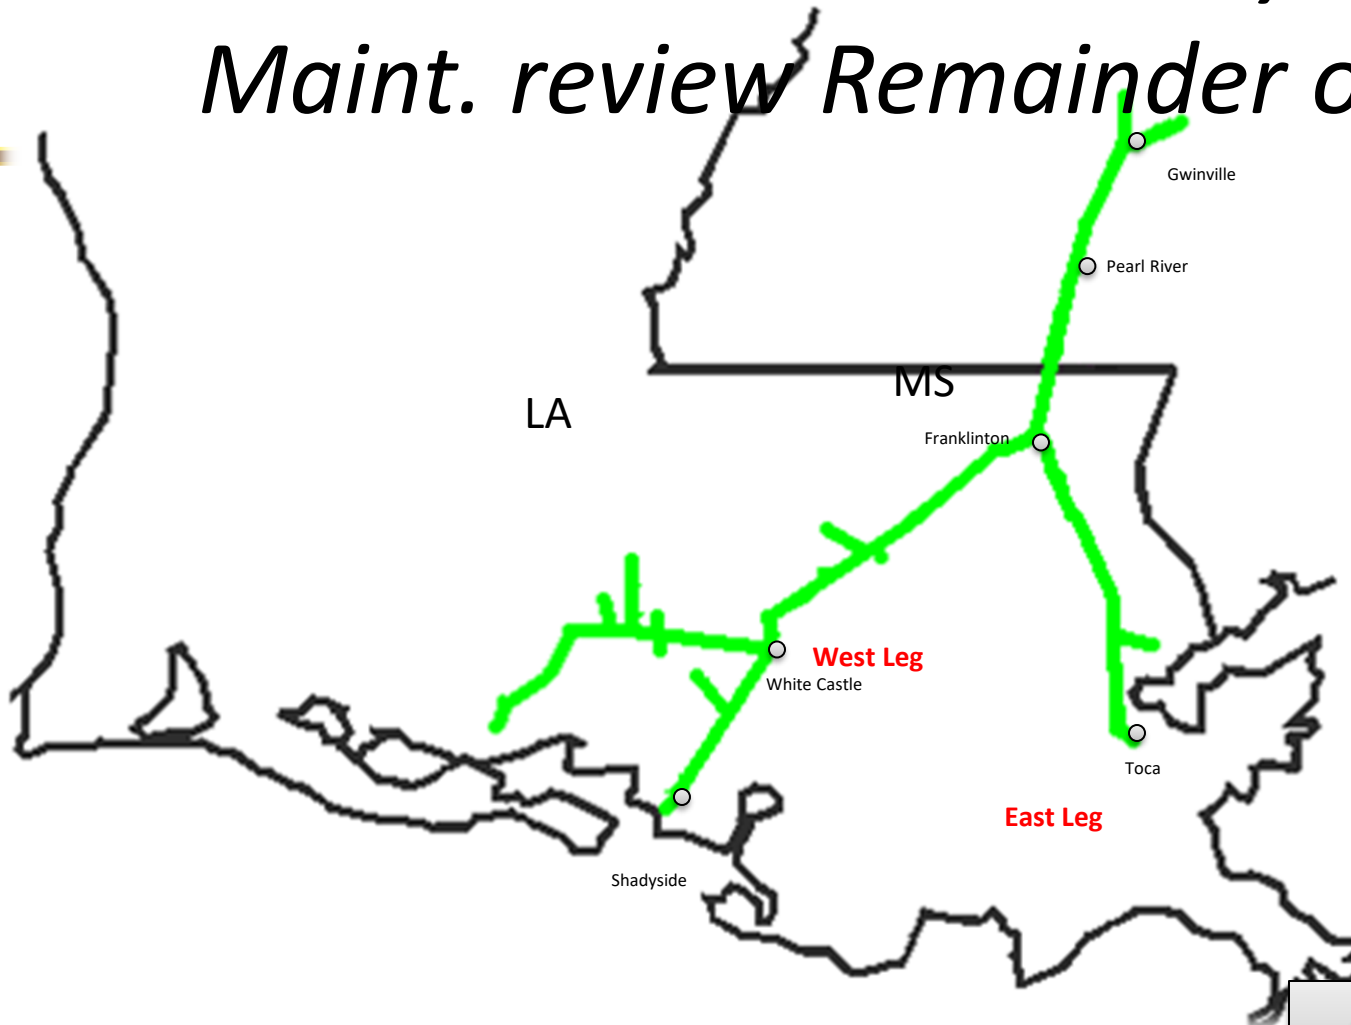 Maint. review Remainder
Gwinville
Pearl River
MS
LA
Franklinton
West Leg
White Castle
Toca
East Leg
Shadyside